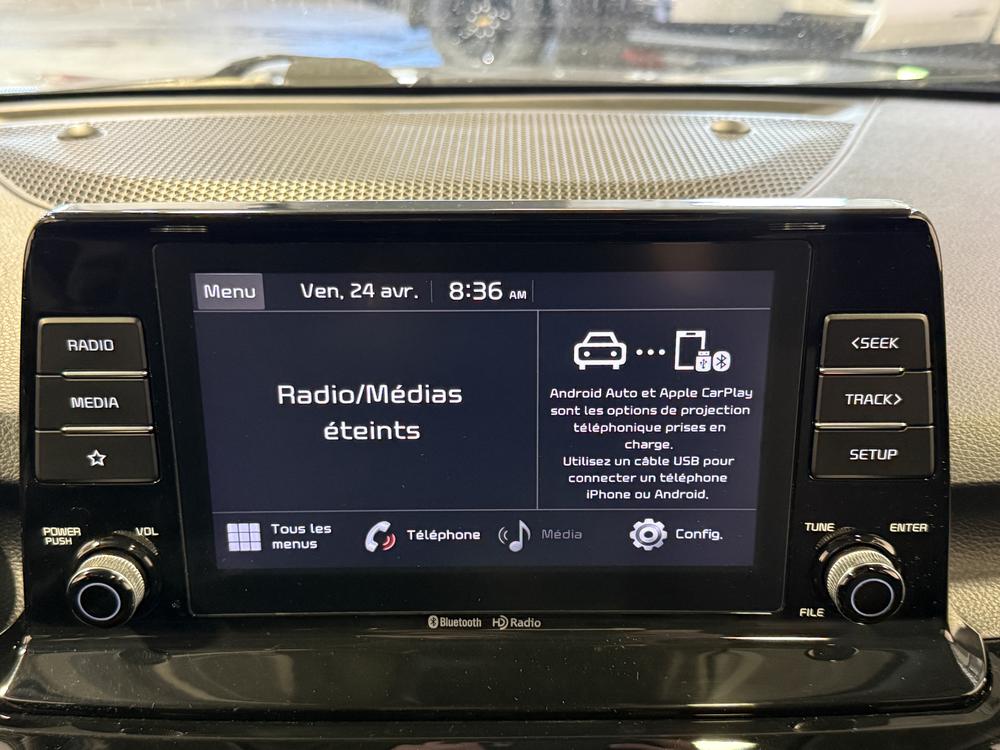 Menu
Ven, 24 avr.
8:36 AM
RADIO
MEDIA
Radio/Médias
éteints
Android Auto et Apple CarPlay
sont les options de projection
téléphonique prises en
charge.
Utilisez un câble USB pour
connecter un téléphone
iPhone ou Android.
<SEEK
TRACK>
SETUP
Tous les
menus
Téléphone
Média
Config.
POWER
PUSH
VOL
TUNE
ENTER
FILE
Bluetooth
HD Radio